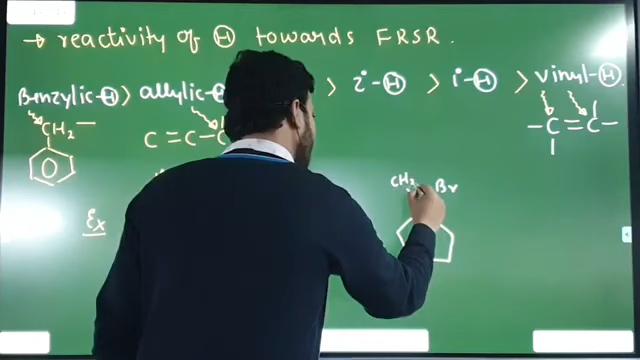 → reactivity of H towards FRSR.
Benzylic-H > allylic- > 2°-H > 1°-H > vinyl-H
CH2
C = C - C
- C = C -
CH3 Br
Ex